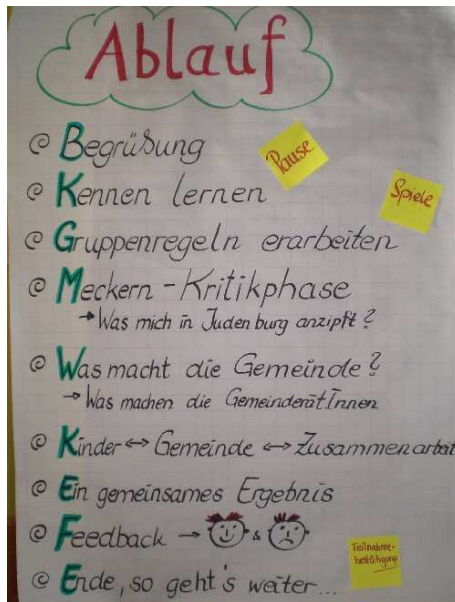 Ablauf
Begrüßung
Pause
Kennen lernen
Spiele
Gruppenregeln erarbeiten
Meckern - Kritikphase
→ Was mich in Judenburg anzipft?
Was macht die Gemeinde?
→ Was machen die GemeinderätInnen
Kinder ↔ Gemeinde ↔ Zusammenarbeit
Ein gemeinsames Ergebnis
Feedback → &
Teilnahme-
bestätigung
Ende, so geht's weiter...